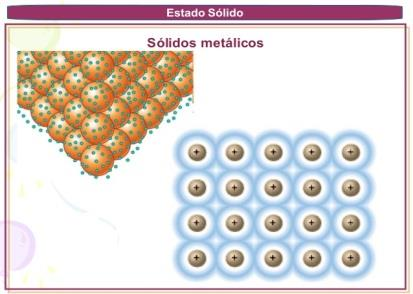 Estado Sólido
Sólidos metálicos
+ + + + +
+ + + + +
+ + + + +
+ + + + +